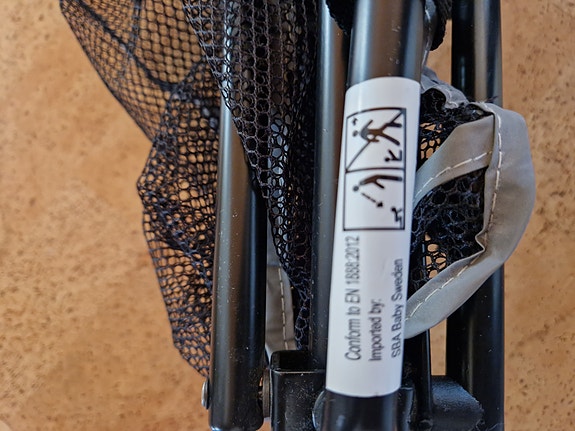 Conform to EN 1888:2012
Imported by:
SBA Baby Sweden